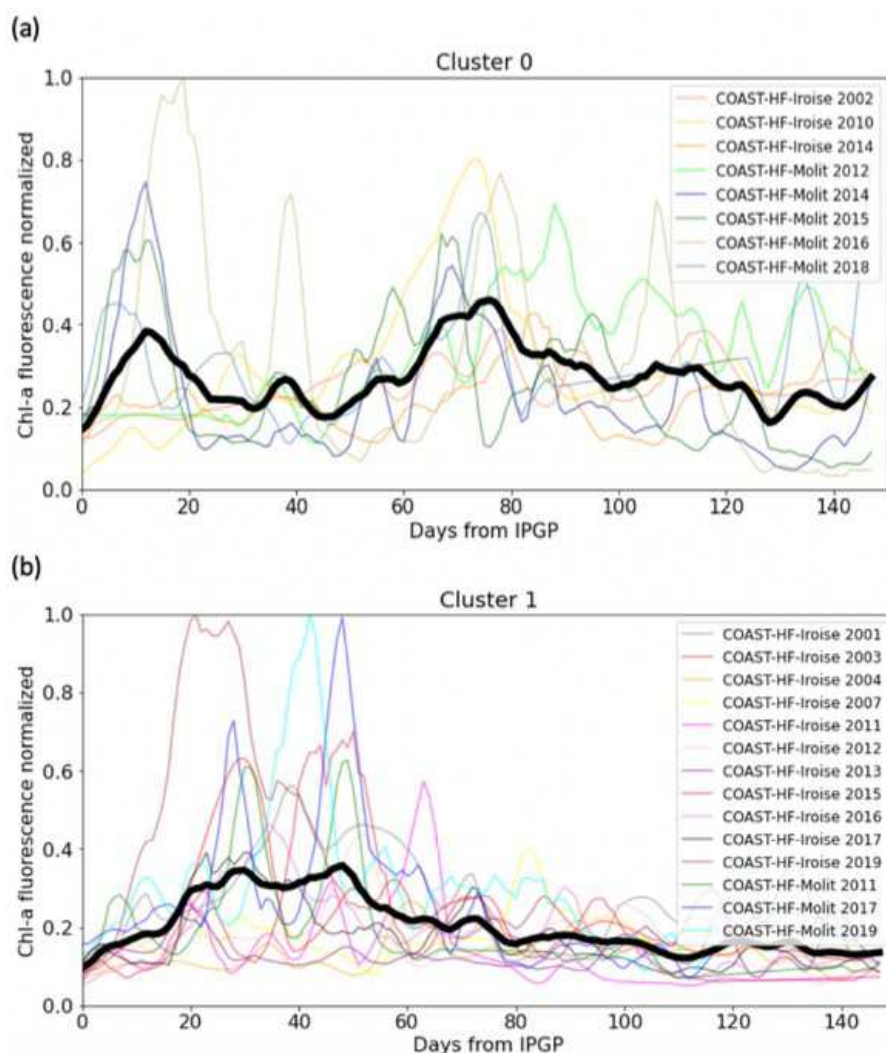 (a)
Cluster 0
1.0
0.8
0.6
0.4
0.2
0.0
Chl-a fluorescence normalized
COAST-HF-Iroise 2002
COAST-HF-Iroise 2010
COAST-HF-Iroise 2014
COAST-HF-Molit 2012
COAST-HF-Molit 2014
COAST-HF-Molit 2015
COAST-HF-Molit 2016
COAST-HF-Molit 2018
0 20 40 60 80 100 120 140
Days from IPGP
(b)
Cluster 1
1.0
0.8
0.6
0.4
0.2
0.0
Chl-a fluorescence normalized
COAST-HF-Iroise 2001
COAST-HF-Iroise 2003
COAST-HF-Iroise 2004
COAST-HF-Iroise 2007
COAST-HF-Iroise 2011
COAST-HF-Iroise 2012
COAST-HF-Iroise 2013
COAST-HF-Iroise 2015
COAST-HF-Iroise 2016
COAST-HF-Iroise 2017
COAST-HF-Iroise 2019
COAST-HF-Molit 2011
COAST-HF-Molit 2017
COAST-HF-Molit 2019
0 20 40 60 80 100 120 140
Days from IPGP